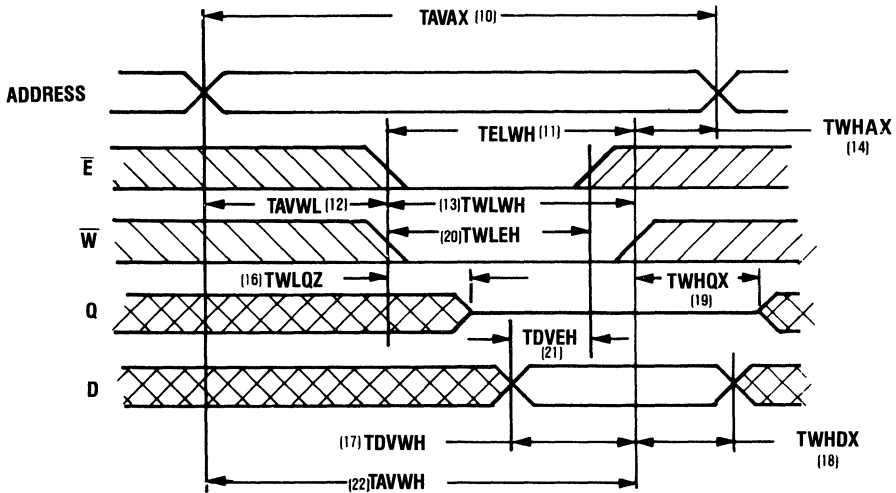 TAVAX (10)
ADDRESS
TELWH (11)
TWHAX
(14)
E̅
TAVWL (12)
(13) TWLWH
W̅
(20) TWLEH
(16) TWLQZ
TWHQX
(19)
Q
TDVEH
(21)
D
(17) TDVWH
TWHDX
(18)
(22) TAVWH